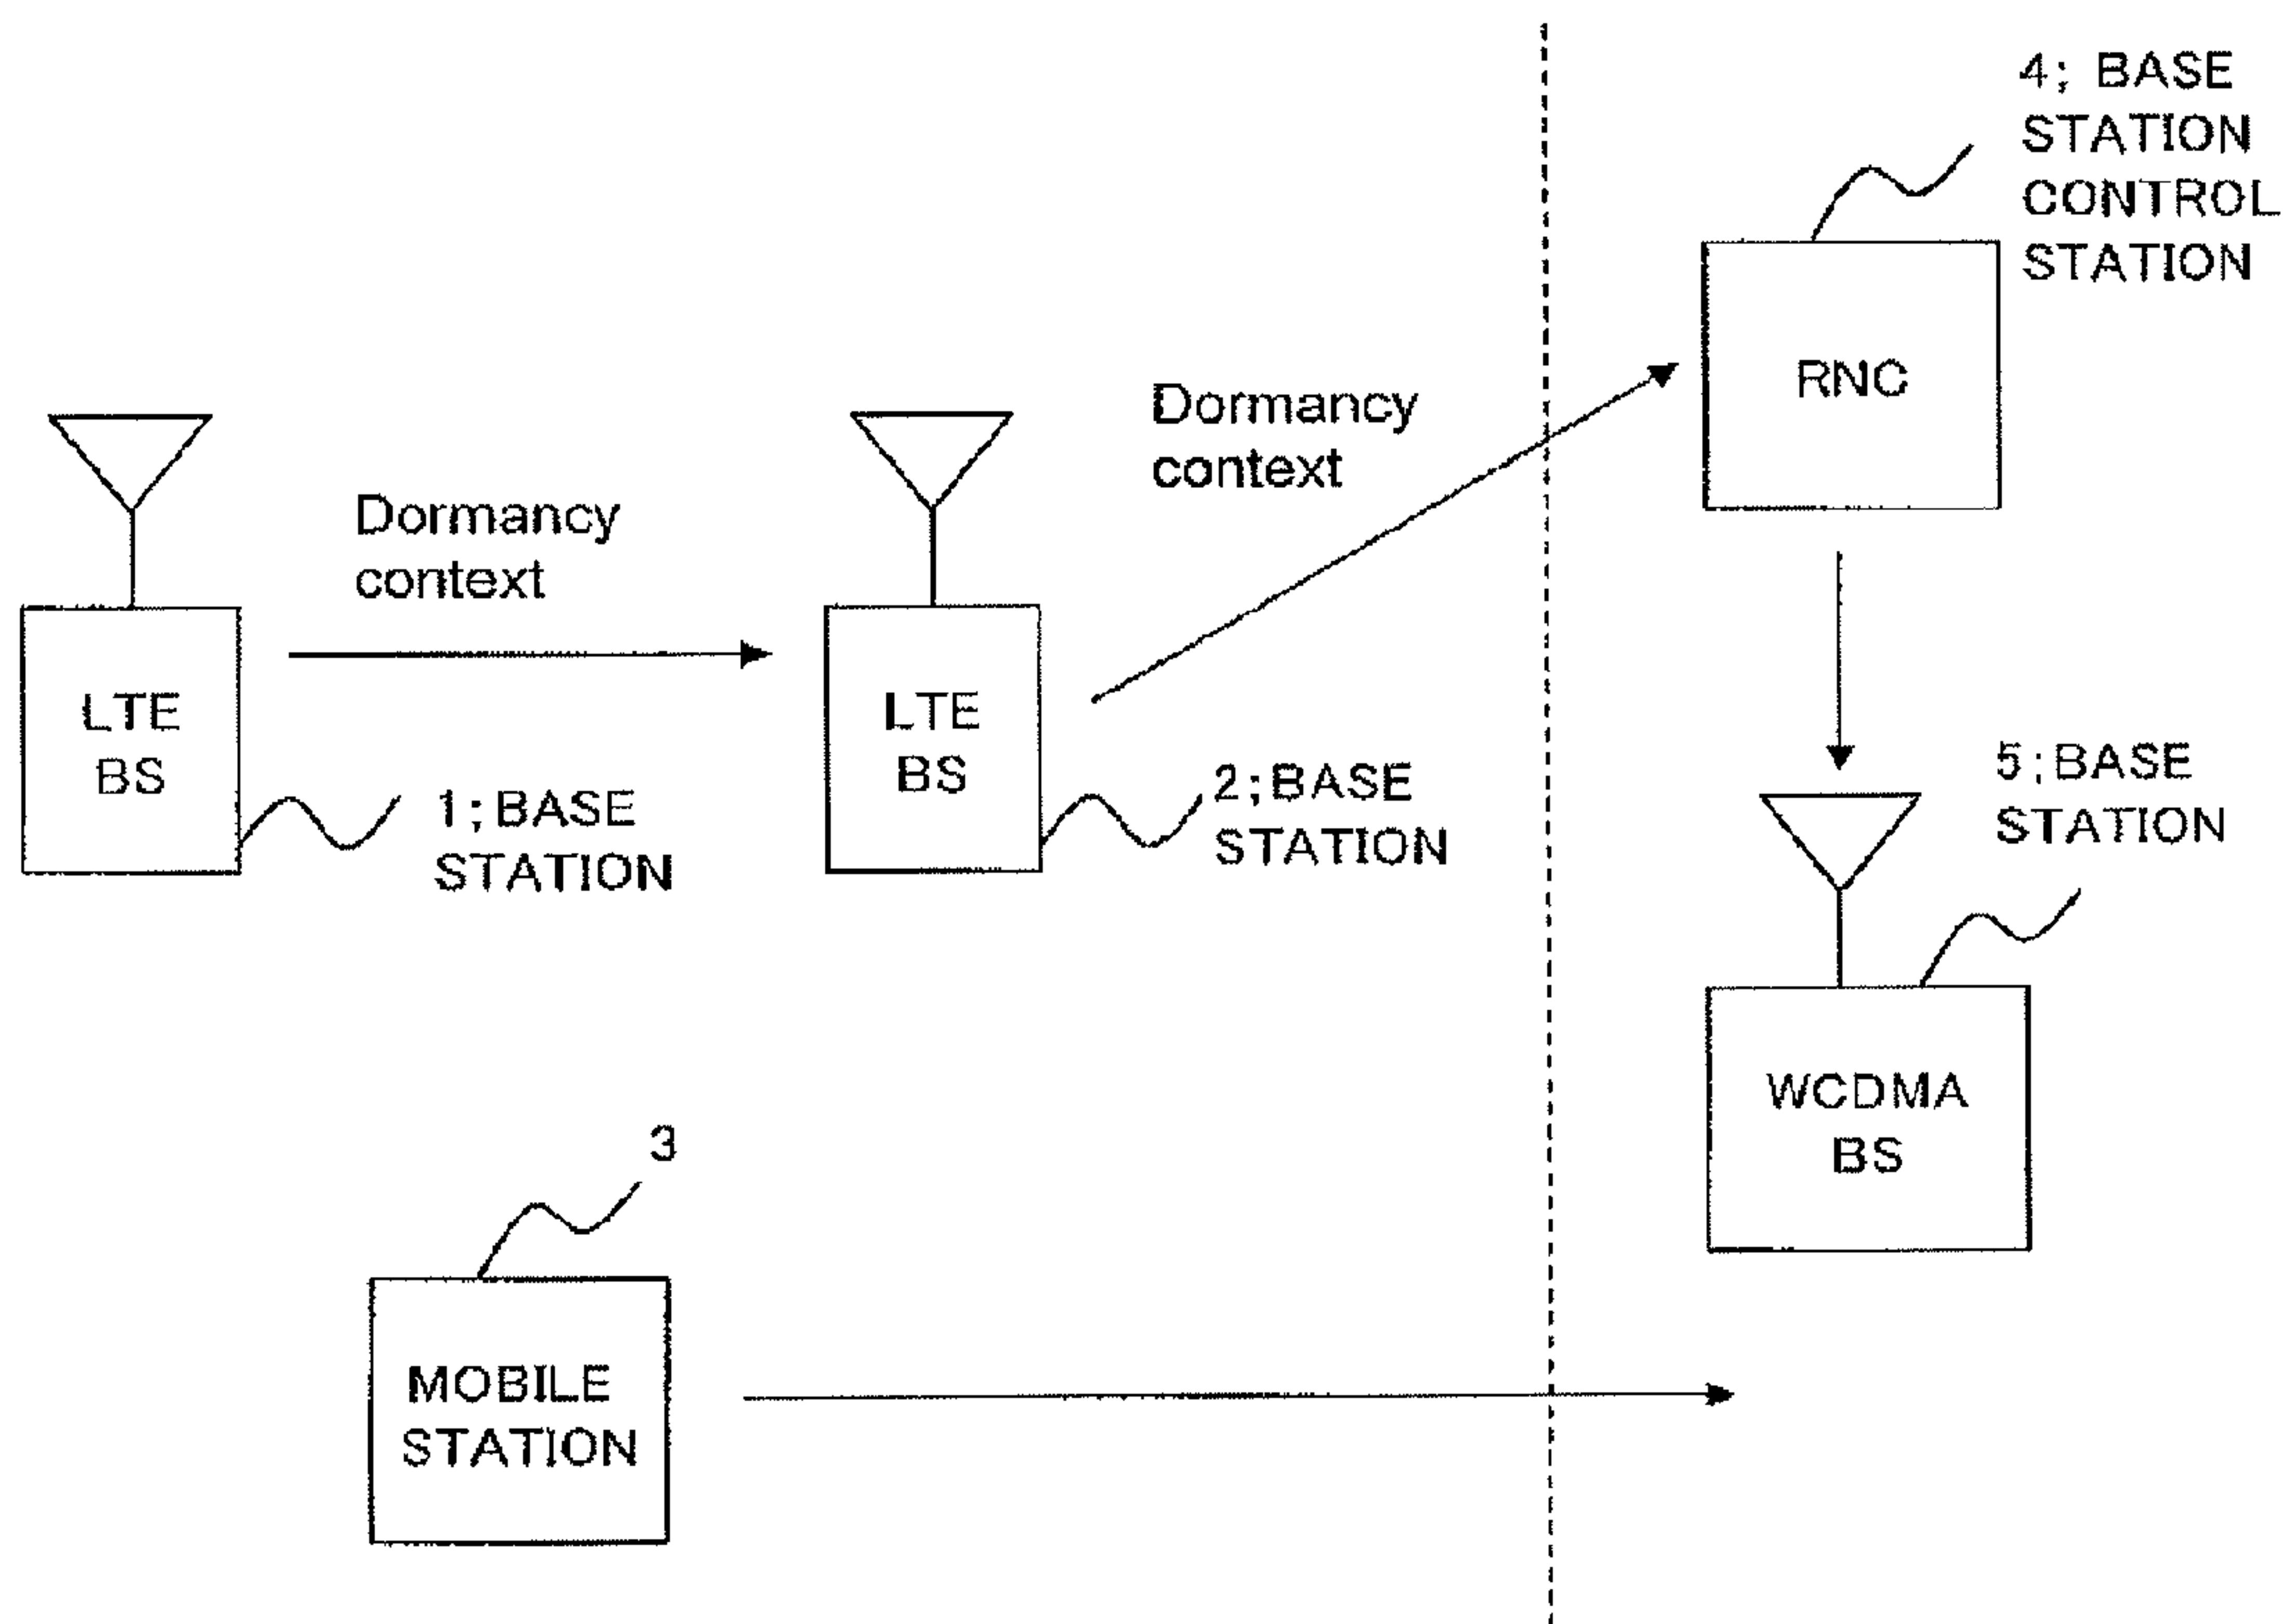 4; BASE
STATION
CONTROL
STATION
RNC
Dormancy
context
Dormancy
context
LTE
BS
1;BASE
STATION
LTE
BS
2;BASE
STATION
5;BASE
STATION
WCDMA
BS
3
MOBILE
STATION